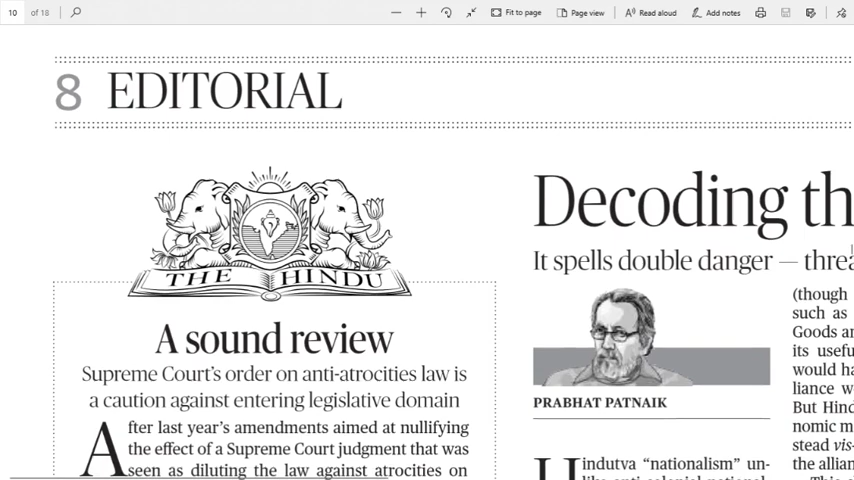 10 of 18
Fit to page
Page view
Read aloud
Add notes
8 EDITORIAL
THE HINDU
A sound review
Supreme Court's order on anti-atrocities law is
a caution against entering legislative domain
After last year's amendments aimed at nullifying
the effect of a Supreme Court judgment that was
seen as diluting the law against atrocities on
Decoding th
It spells double danger — threa
PRABHAT PATNAIK
Hindutva “nationalism” un-
like anti-colonial national-
(though
such as
Goods an
its usefu
would ha
liance w
But Hind
nomic m
stead vis-
the allian